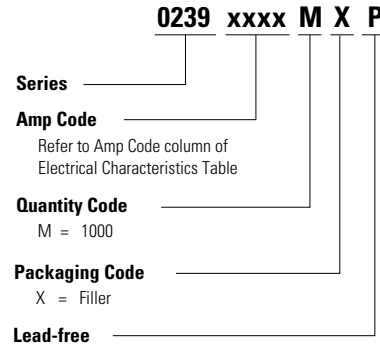 0239 xxxx M X P
Series
Amp Code
Refer to Amp Code column of
Electrical Characteristics Table
Quantity Code
M = 1000
Packaging Code
X = Filler
Lead-free